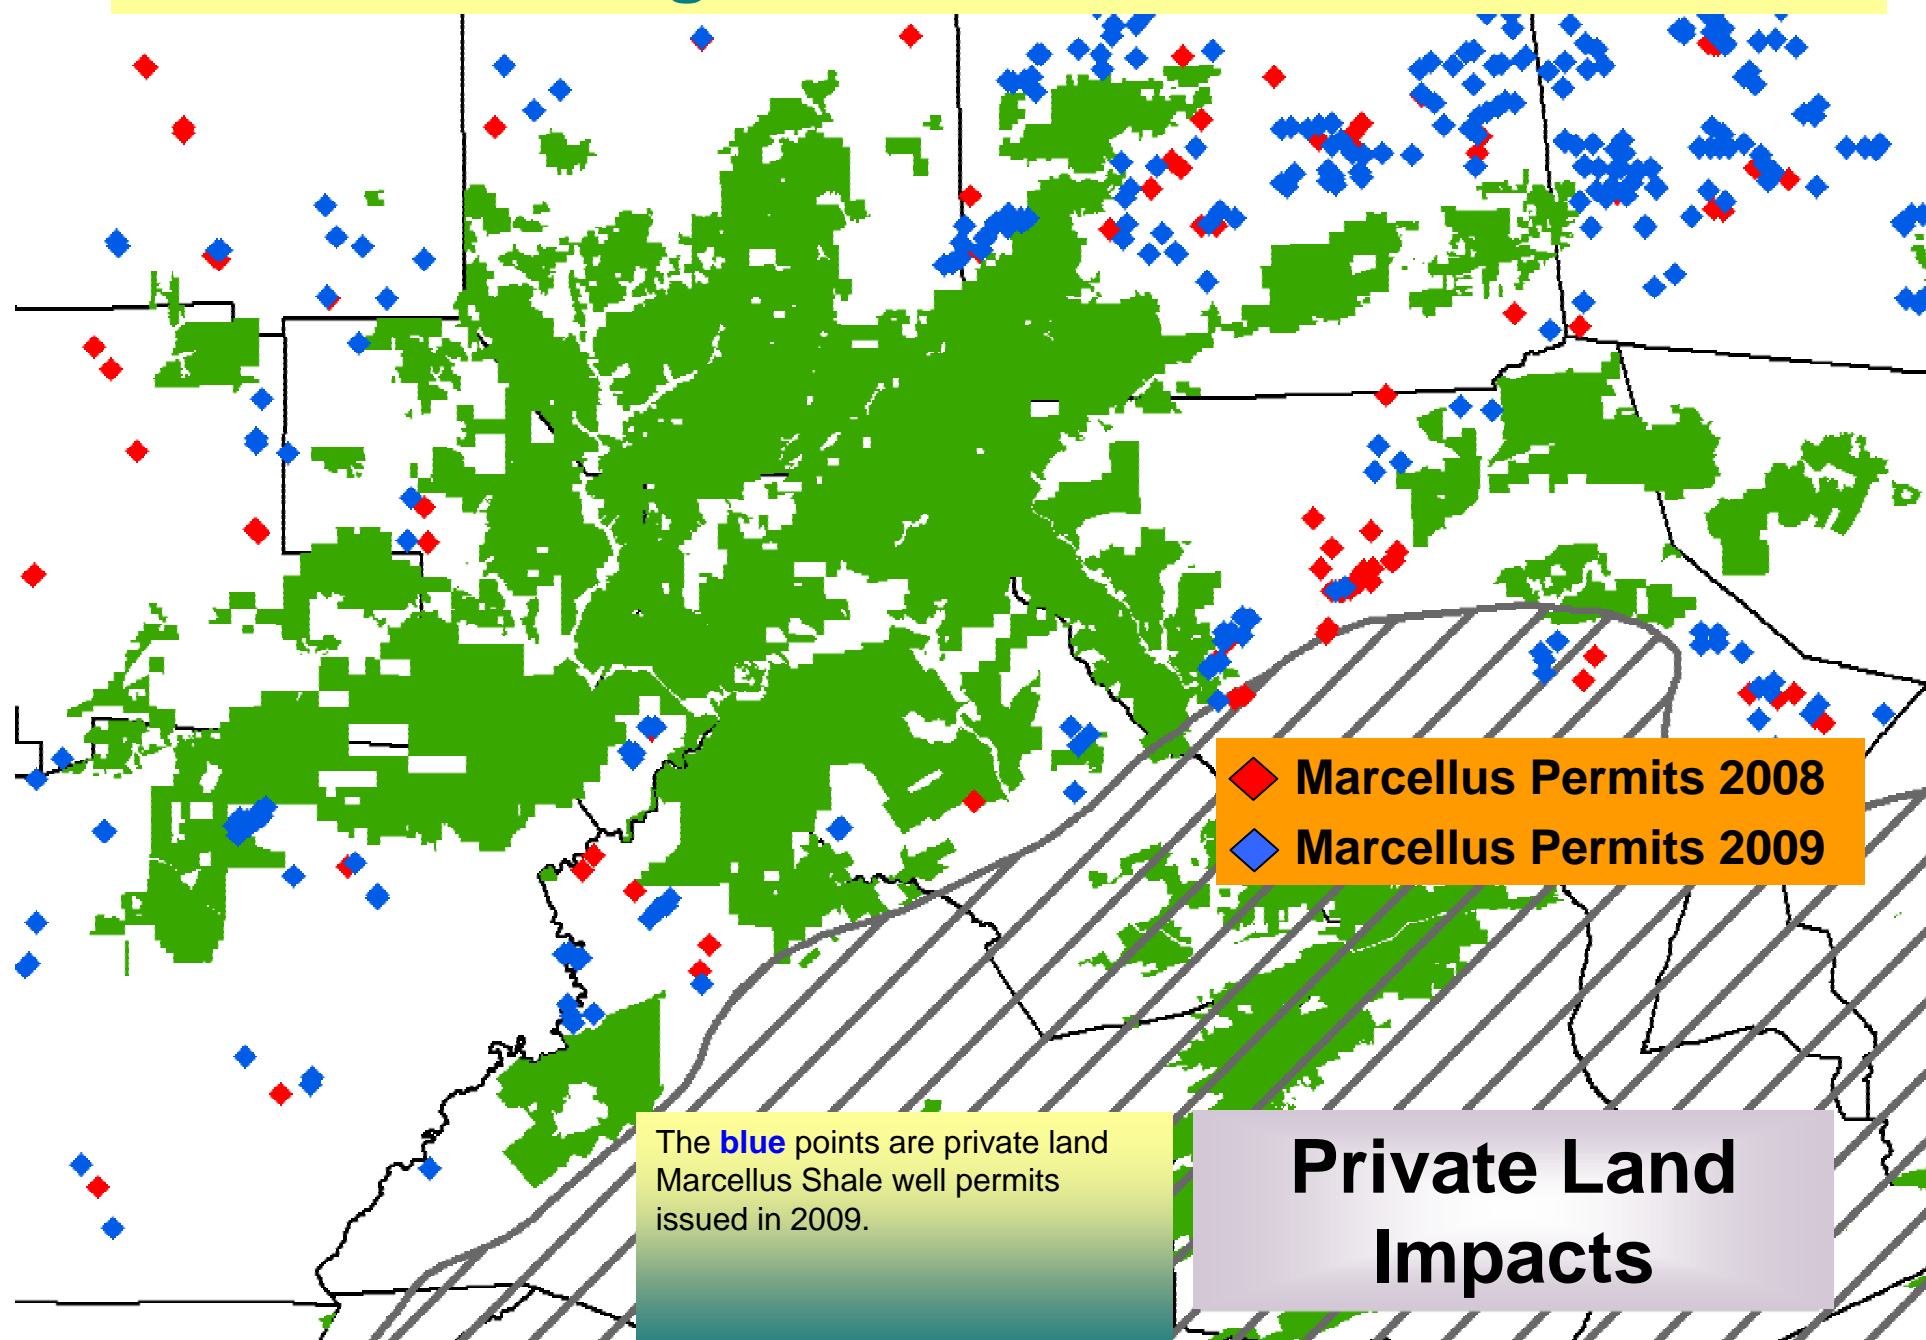 Marcellus Permits 2008
Marcellus Permits 2009
The blue points are private land
Marcellus Shale well permits
issued in 2009.
Private Land
Impacts